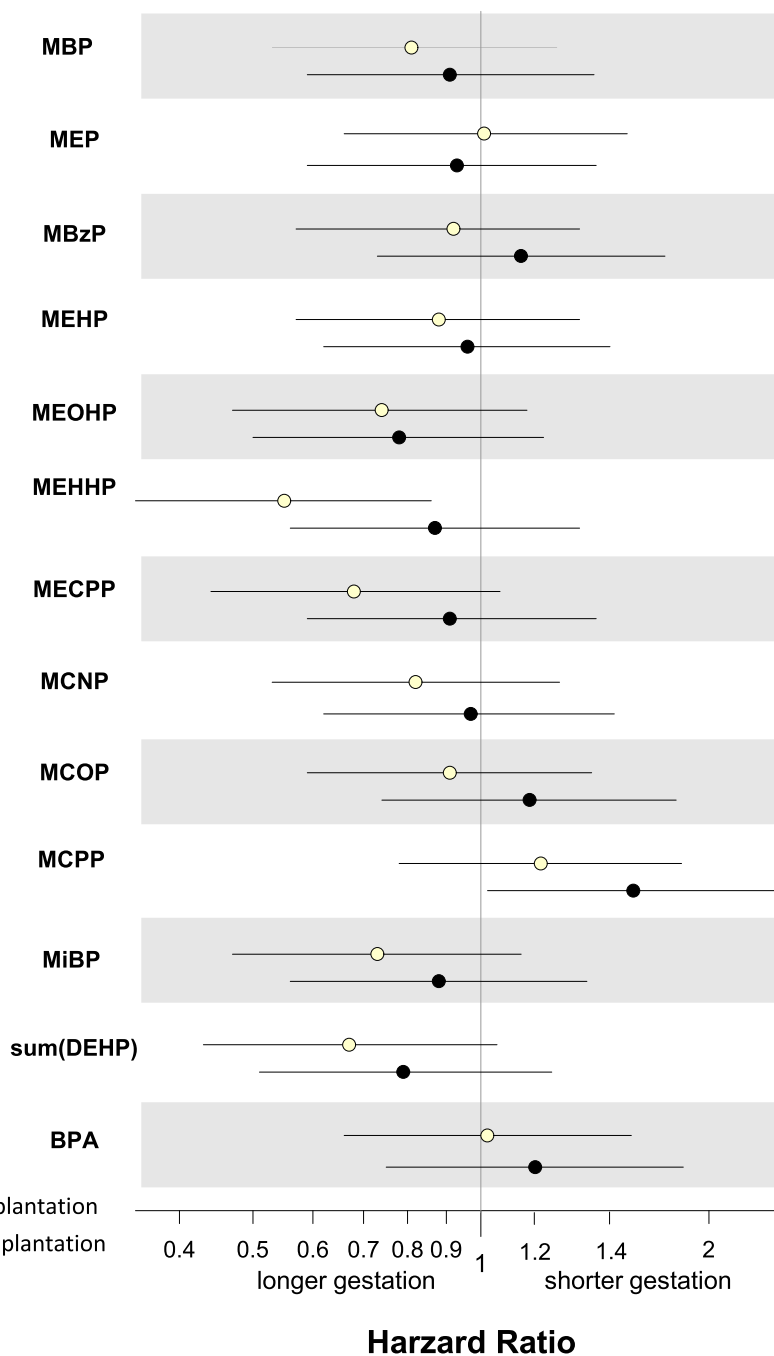 MBP
MEP
MBzP
MEHP
MEOHP
MEHHP
MECPP
MCNP
MCOP
MCPP
MiBP
sum(DEHP)
BPA
plantation
plantation
0.4 0.5 0.6 0.7 0.8 0.9 1 1.2 1.4 2
longer gestation shorter gestation
Harzard Ratio